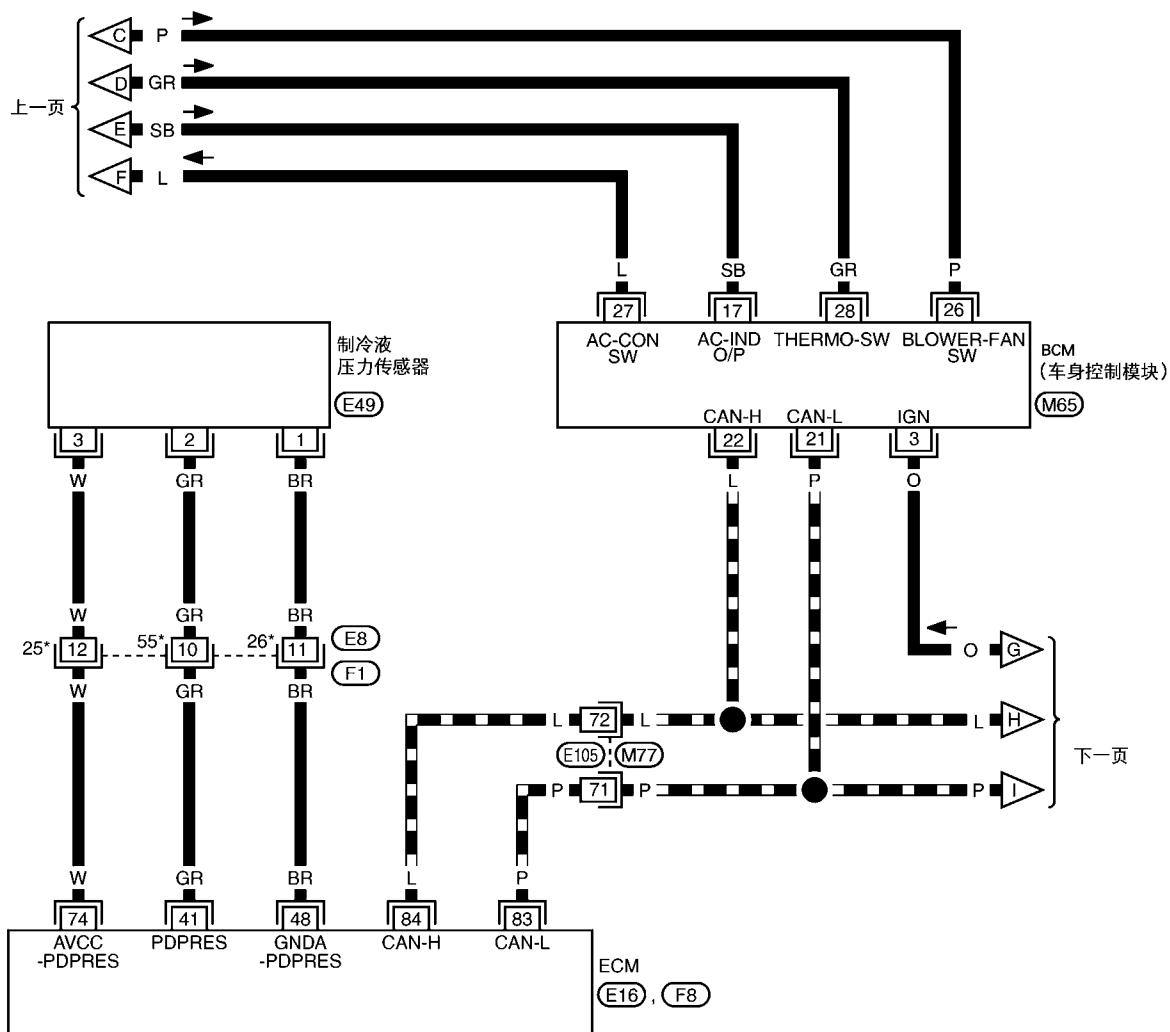 C P
D GR
上一页
E SB
F L
L SB GR P
27 17 28 26
AC-CON SW
AC-IND O/P
THERMO-SW
BLOWER-FAN SW
BCM
(车身控制模块)
M65
CAN-H CAN-L IGN
22 21 3
L P O
制冷液
压力传感器
E49
3 2 1
W GR BR
W GR BR
25* 12 55* 10 26* 11 E8
F1
W GR BR
O G
L 72 L L H
E105 M77
下一页
P 71 P P I
W GR BR L P
74 41 48 84 83
AVCC -PDPRES
PDPRES
GNDA -PDPRES
CAN-H
CAN-L
ECM
E16 , F8